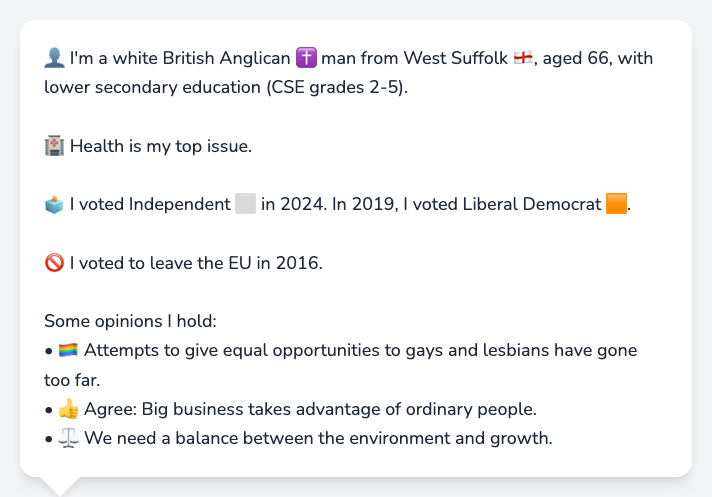 👤 I'm a white British Anglican ✝️ man from West Suffolk 🏴󠁧󠁢󠁥󠁮󠁧󠁿, aged 66, with
lower secondary education (CSE grades 2-5).
🏥 Health is my top issue.
🗳️ I voted Independent ⬜ in 2024. In 2019, I voted Liberal Democrat 🟧.
🚫 I voted to leave the EU in 2016.
Some opinions I hold:
• 🏳️‍🌈 Attempts to give equal opportunities to gays and lesbians have gone
too far.
• 👍 Agree: Big business takes advantage of ordinary people.
• ⚖️ We need a balance between the environment and growth.